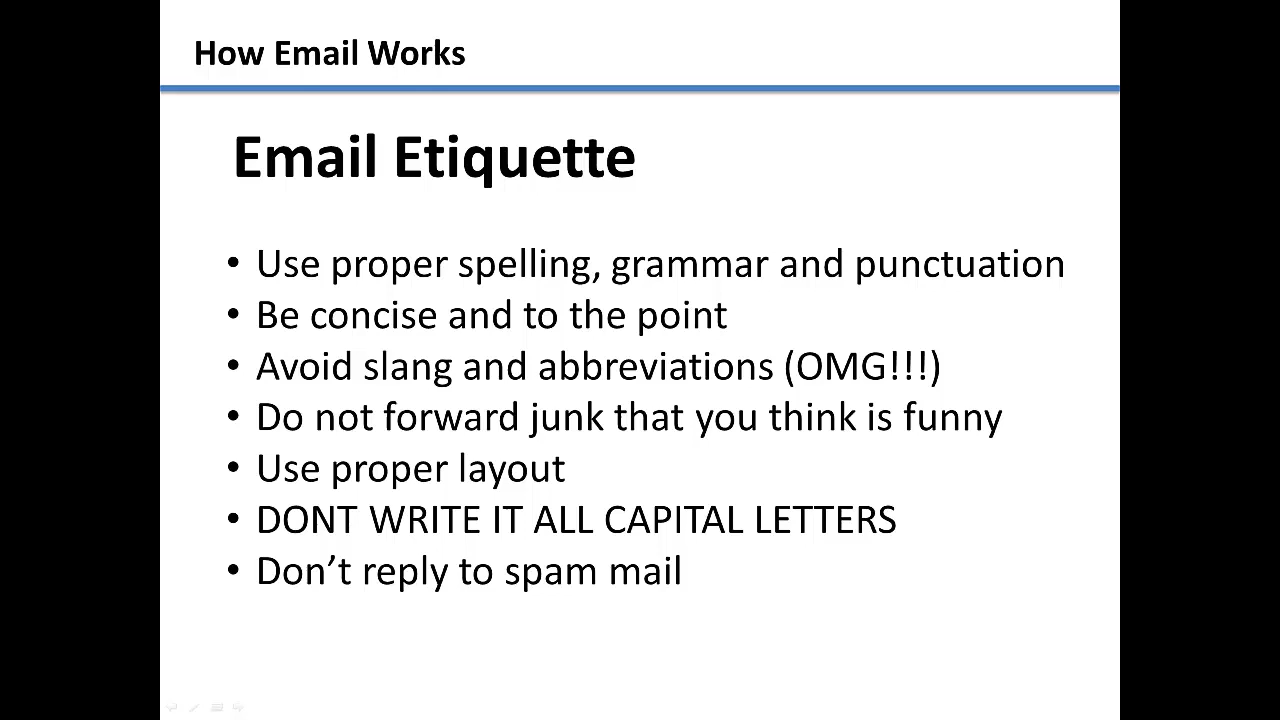 How Email Works
Email Etiquette
• Use proper spelling, grammar and punctuation
• Be concise and to the point
• Avoid slang and abbreviations (OMG!!!)
• Do not forward junk that you think is funny
• Use proper layout
• DONT WRITE IT ALL CAPITAL LETTERS
• Don’t reply to spam mail